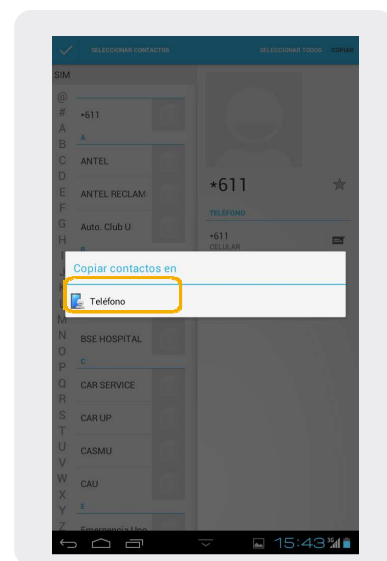 SELECCIONAR CONTACTOS
SELECCIONAR TODOS COPIAR
SIM
@
#
A
B
C
D
E
F
G
H
I
J
K
L
M
N
O
P
Q
R
S
T
U
V
W
X
Y
Z
*611
A
ANTEL
ANTEL RECLAM
Auto. Club U
BSE HOSPITAL
C
CAR SERVICE
CAR UP
CASMU
CAU
E
*611
TELÉFONO
*611
CELULAR
Copiar contactos en
Teléfono
15:43
3G